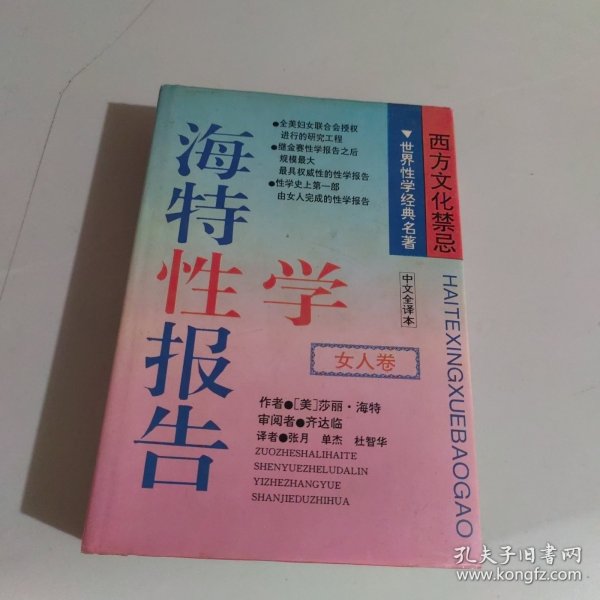 西方文化禁忌
▼世界性学经典名著
●全美妇女联合会授权
进行的研究工程
●继金赛性学报告之后
规模最大
最具权威性的性学报告
●性学史上第一部
由女人完成的性学报告
海特
性学
报告
中文全译本
女人卷
HAITEXINGXUEBAOGAO
作者●[美]莎丽·海特
审阅者●齐达临
译者●张月 单杰 杜智华
ZUOZHESHALIHAITE
SHENYUEZHELUDALIN
YIZHEZHANGYUE
SHANJIEDUZHIHUA
孔夫子旧书网
www.kongfz.com